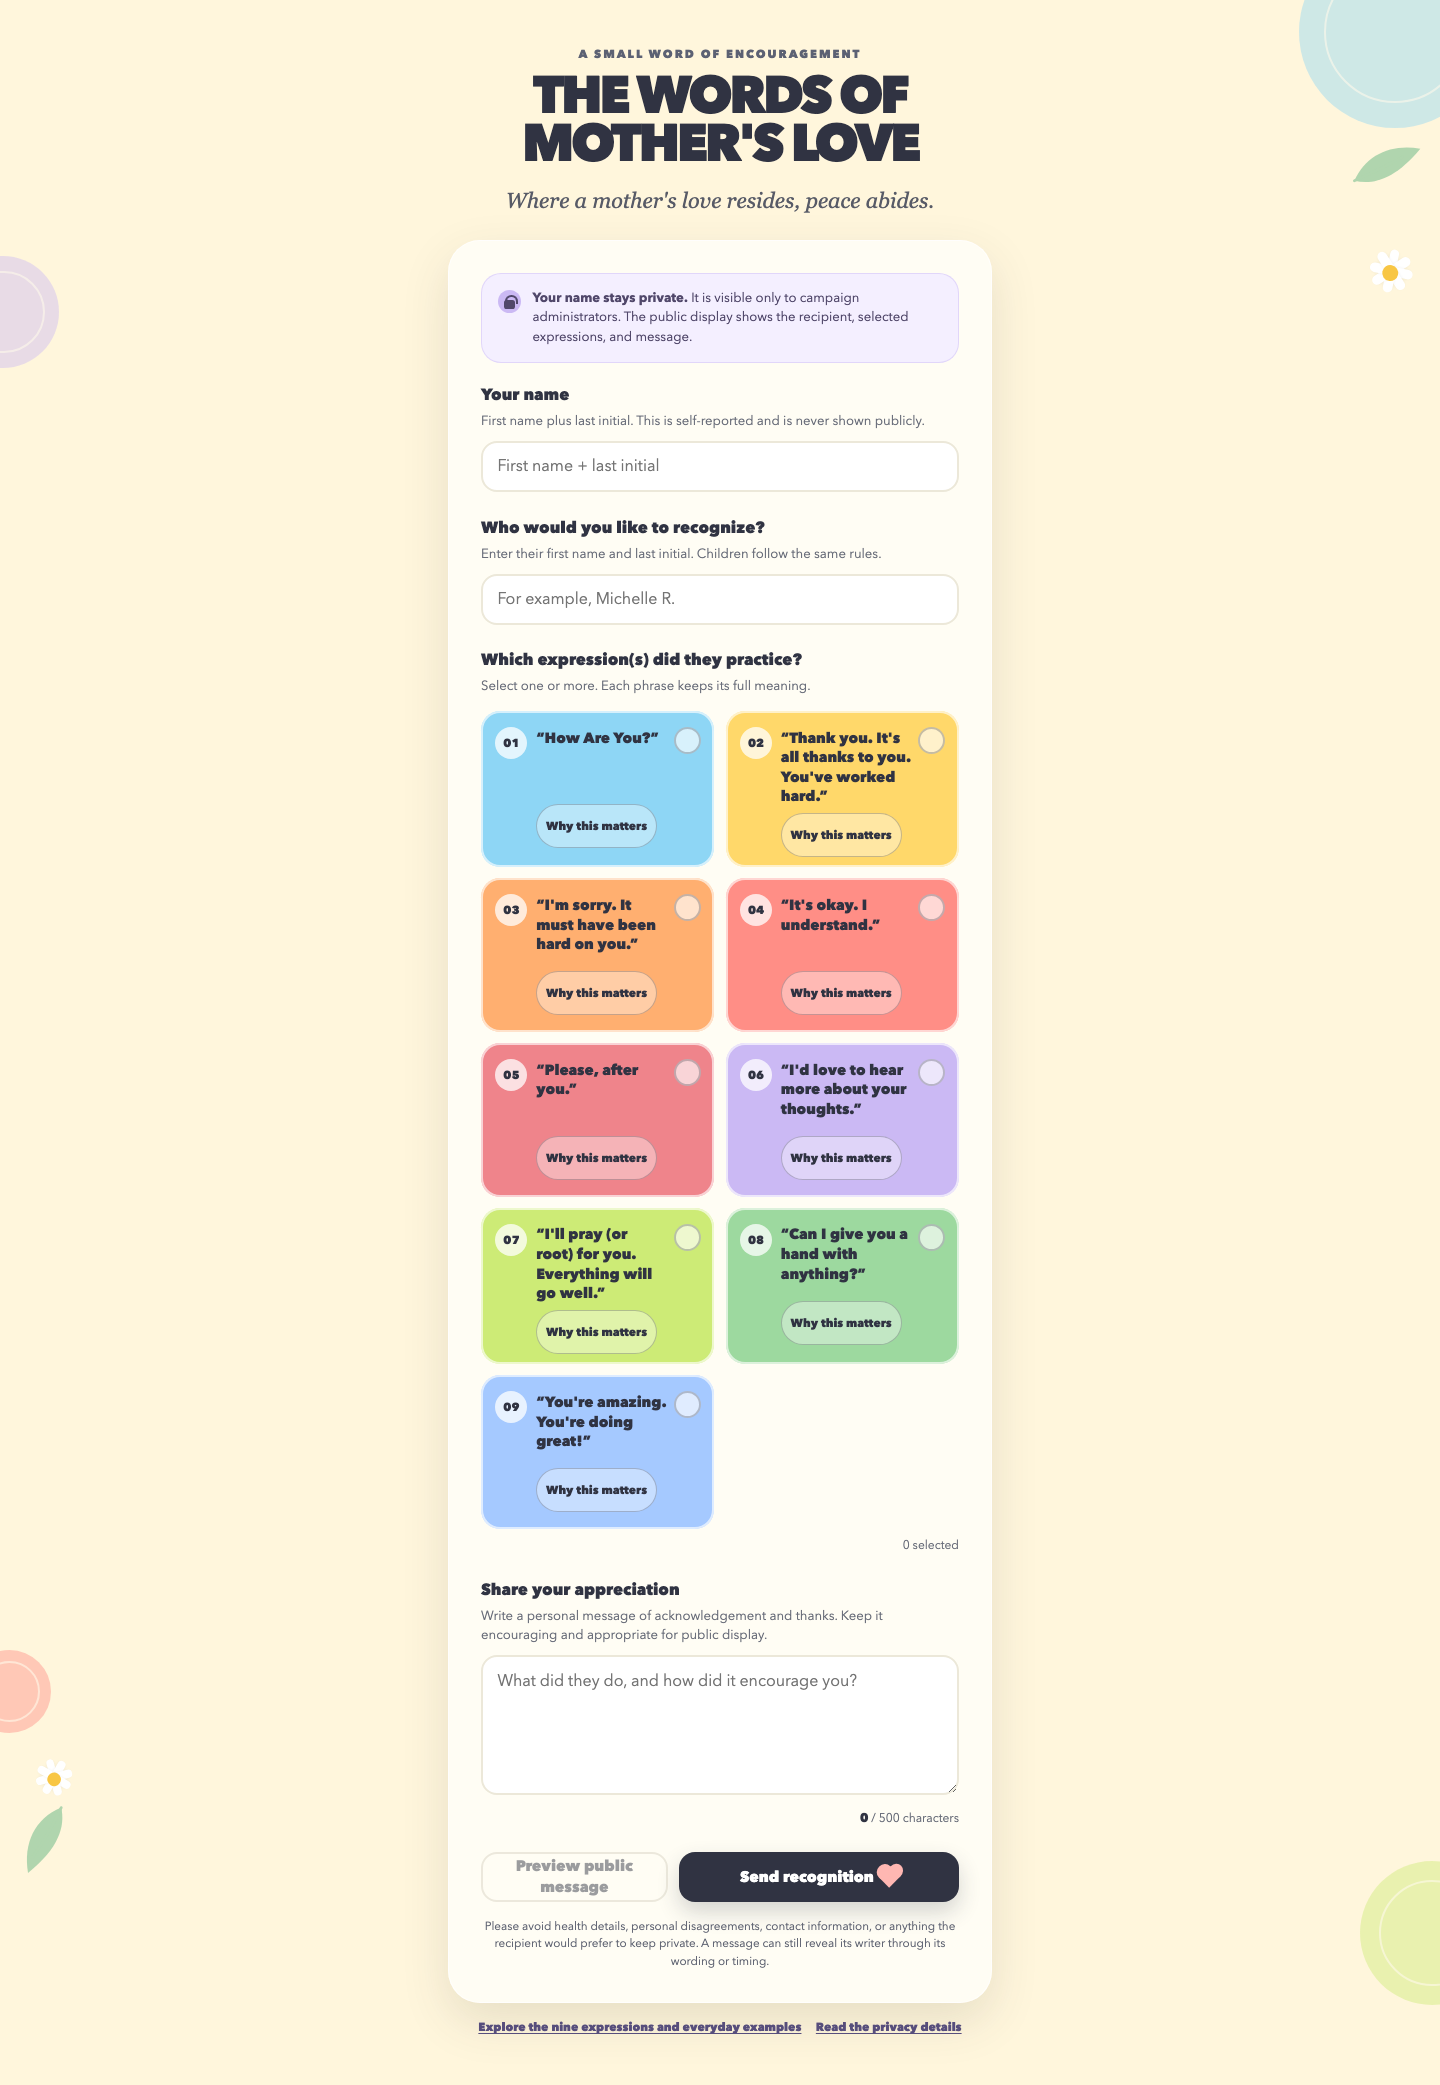 A SMALL WORD OF ENCOURAGEMENT
THE WORDS OF
MOTHER'S LOVE
Where a mother's love resides, peace abides.
Your name stays private. It is visible only to campaign
administrators. The public display shows the recipient, selected
expressions, and message.
Your name
First name plus last initial. This is self-reported and is never shown publicly.
First name + last initial
Who would you like to recognize?
Enter their first name and last initial. Children follow the same rules.
For example, Michelle R.
Which expression(s) did they practice?
Select one or more. Each phrase keeps its full meaning.
01
“How Are You?”
Why this matters
02
“Thank you. It's
all thanks to you.
You've worked
hard.”
Why this matters
03
“I'm sorry. It
must have been
hard on you.”
Why this matters
04
“It's okay. I
understand.”
Why this matters
05
“Please, after
you.”
Why this matters
06
“I'd love to hear
more about your
thoughts.”
Why this matters
07
“I'll pray (or
root) for you.
Everything will
go well.”
Why this matters
08
“Can I give you a
hand with
anything?”
Why this matters
09
“You're amazing.
You're doing
great!”
Why this matters
0 selected
Share your appreciation
Write a personal message of acknowledgement and thanks. Keep it
encouraging and appropriate for public display.
What did they do, and how did it encourage you?
0 / 500 characters
Preview public
message
Send recognition
Please avoid health details, personal disagreements, contact information, or anything the
recipient would prefer to keep private. A message can still reveal its writer through its
wording or timing.
Explore the nine expressions and everyday examples
Read the privacy details